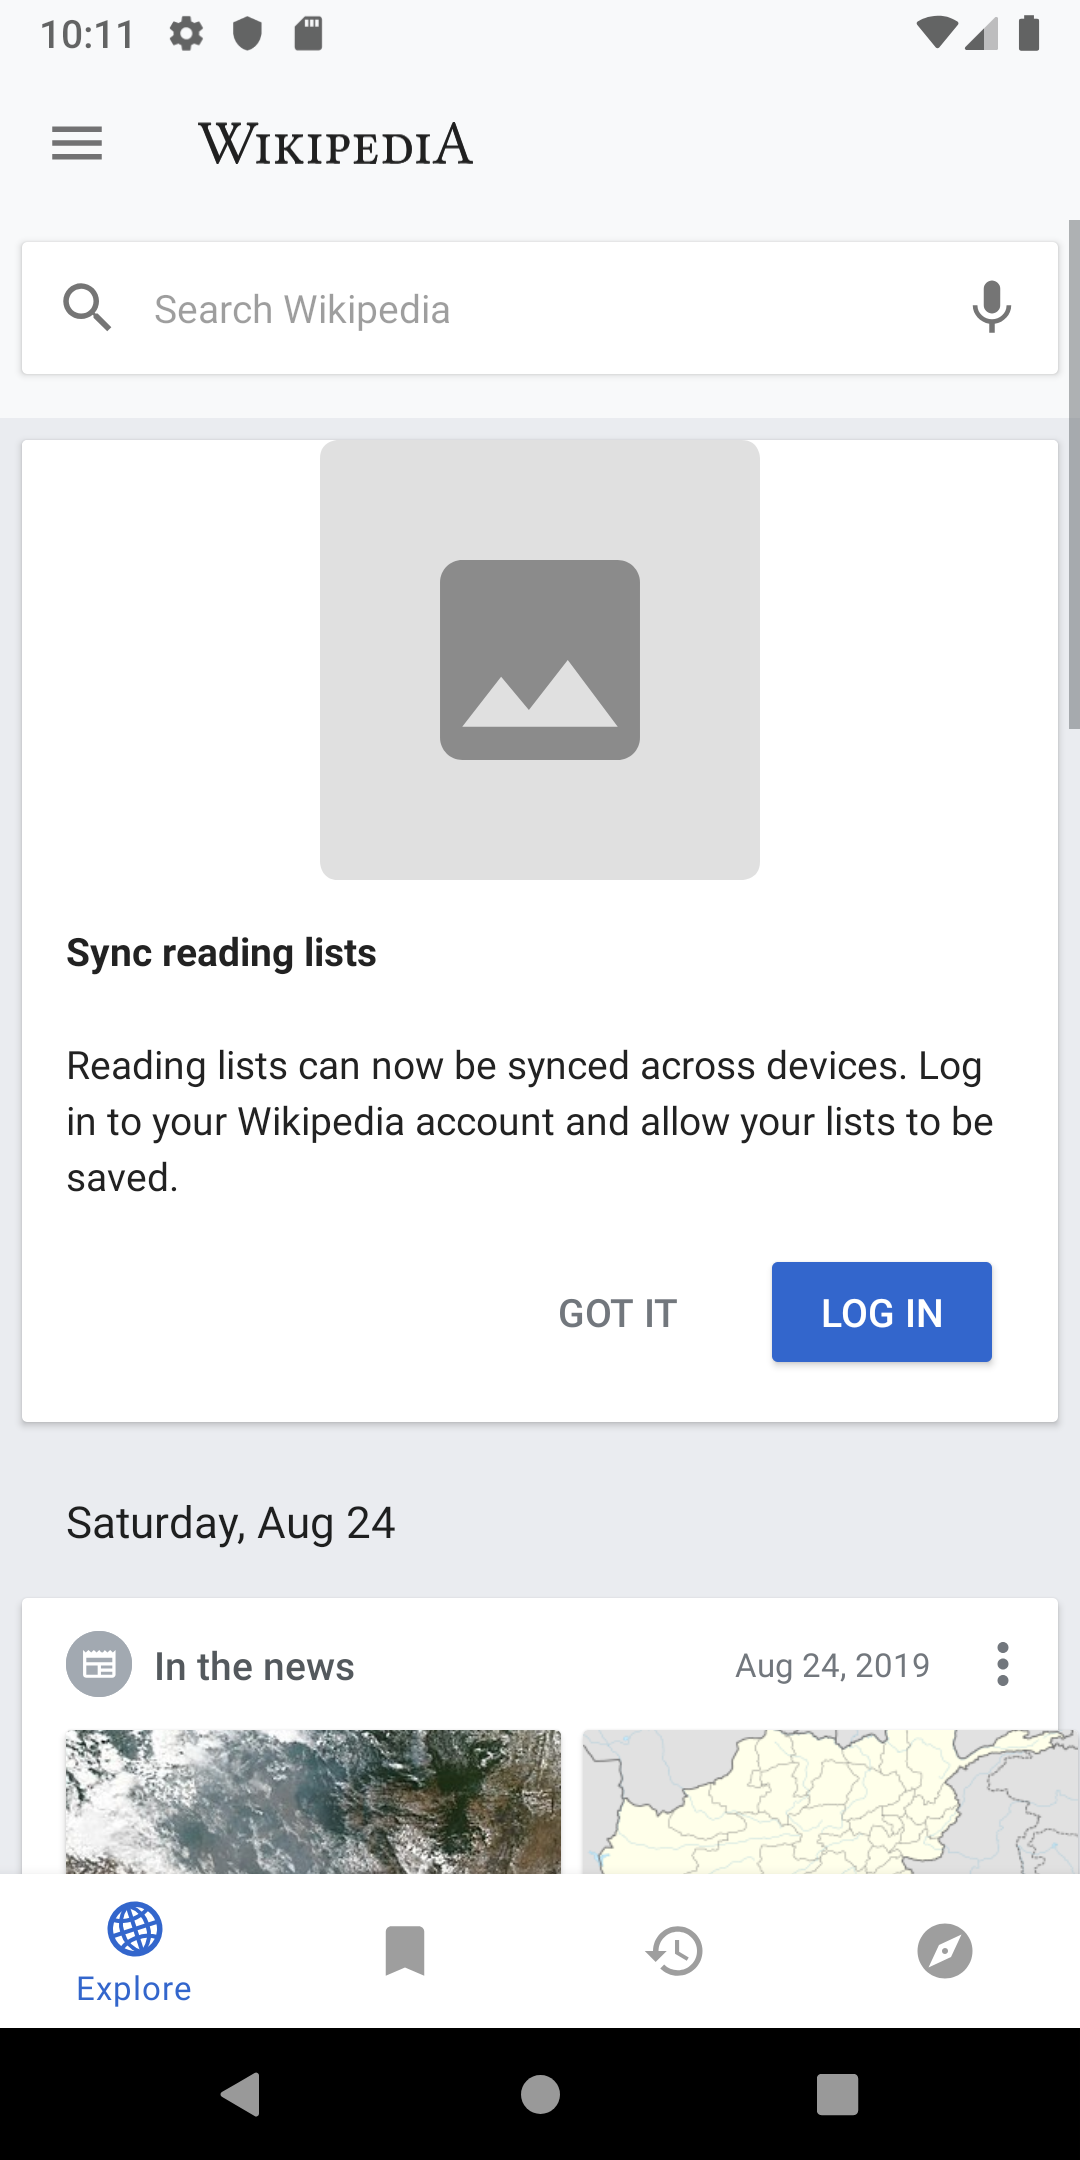 10:11
WIKIPEDIA
Search Wikipedia
Sync reading lists
Reading lists can now be synced across devices. Log
in to your Wikipedia account and allow your lists to be
saved.
GOT IT
LOG IN
Saturday, Aug 24
In the news
Aug 24, 2019
Explore